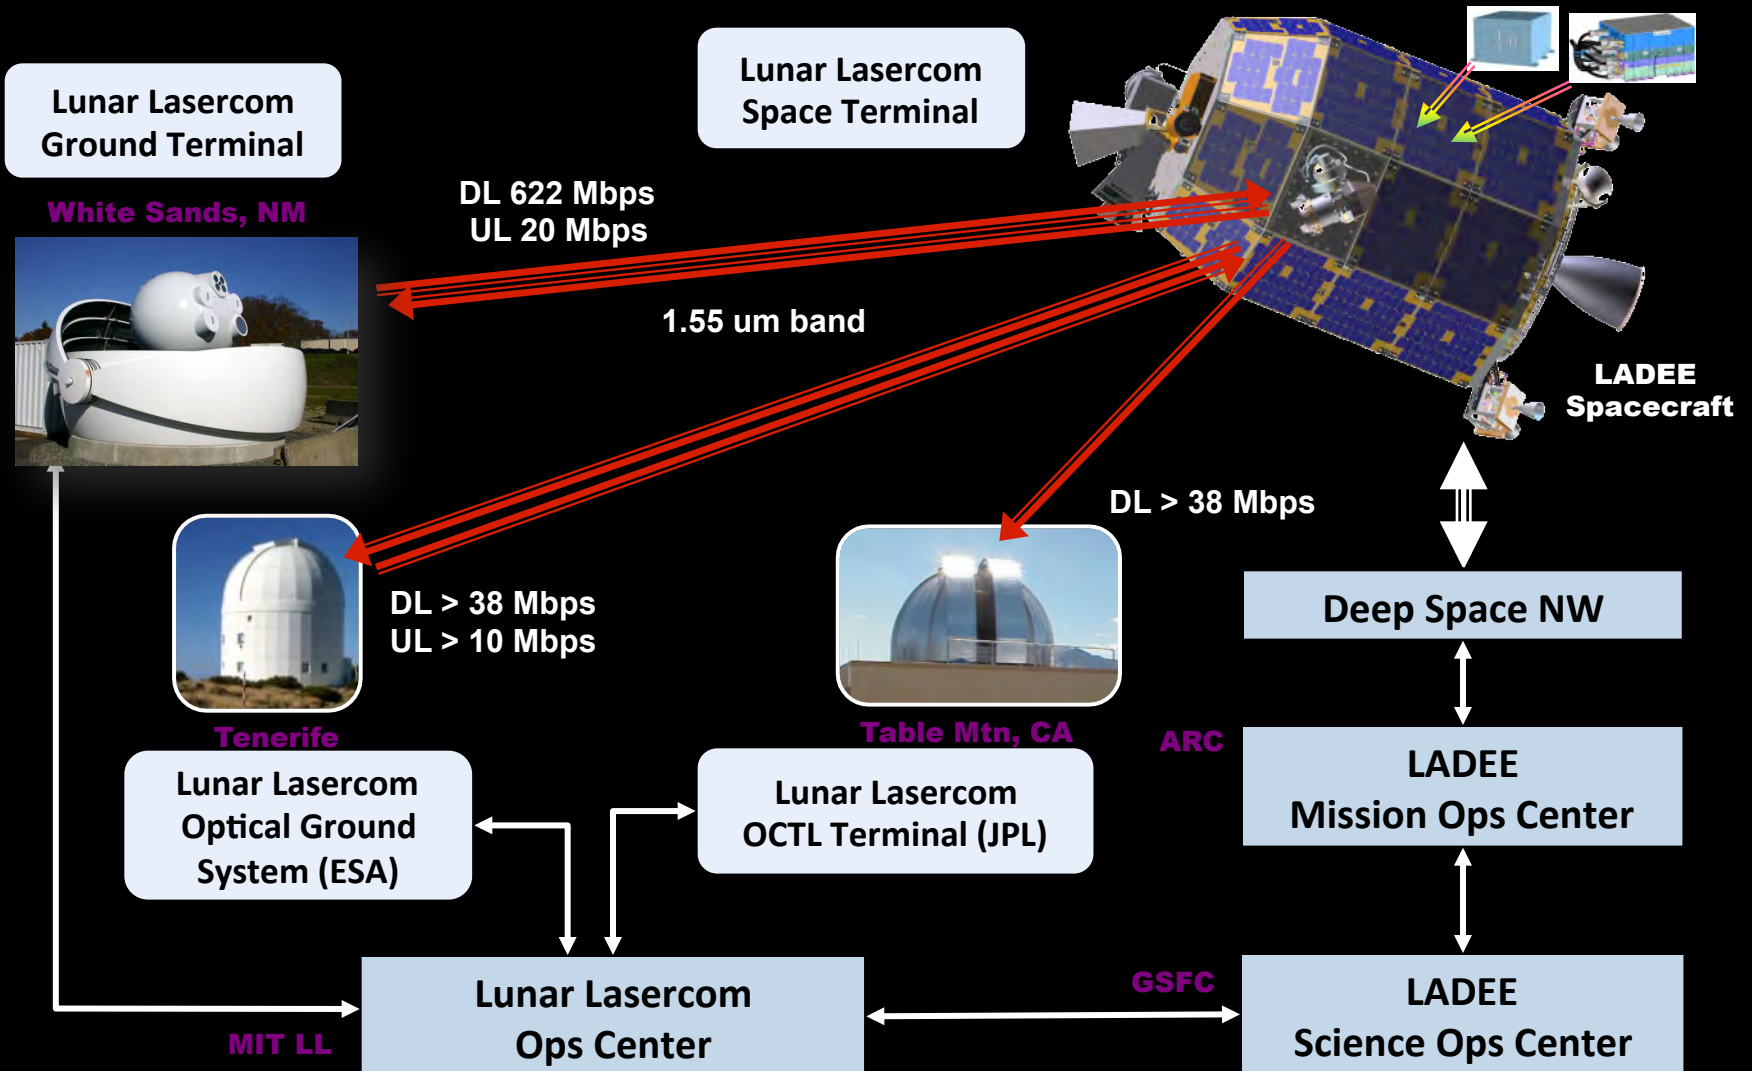 Lunar Lasercom
Ground Terminal
White Sands, NM
Lunar Lasercom
Space Terminal
DL 622 Mbps
UL 20 Mbps
1.55 um band
LADEE
Spacecraft
DL > 38 Mbps
DL > 38 Mbps
UL > 10 Mbps
Tenerife
Lunar Lasercom
Optical Ground
System (ESA)
Table Mtn, CA
Lunar Lasercom
OCTL Terminal (JPL)
Deep Space NW
ARC
LADEE
Mission Ops Center
MIT LL
Lunar Lasercom
Ops Center
GSFC
LADEE
Science Ops Center